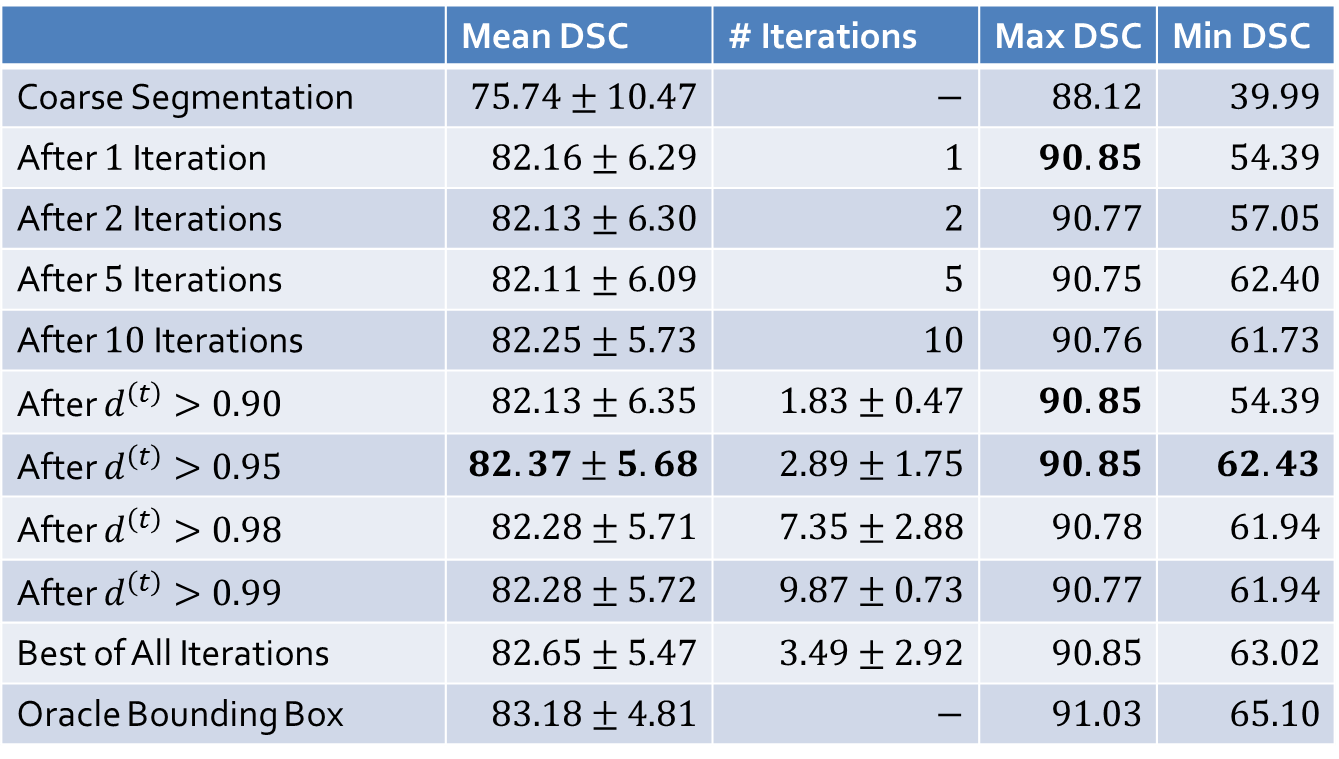 Mean DSC # Iterations Max DSC Min DSC
Coarse Segmentation 75.74 ± 10.47 − 88.12 39.99
After 1 Iteration 82.16 ± 6.29 1 90.85 54.39
After 2 Iterations 82.13 ± 6.30 2 90.77 57.05
After 5 Iterations 82.11 ± 6.09 5 90.75 62.40
After 10 Iterations 82.25 ± 5.73 10 90.76 61.73
After d^(t) > 0.90 82.13 ± 6.35 1.83 ± 0.47 90.85 54.39
After d^(t) > 0.95 82.37 ± 5.68 2.89 ± 1.75 90.85 62.43
After d^(t) > 0.98 82.28 ± 5.71 7.35 ± 2.88 90.78 61.94
After d^(t) > 0.99 82.28 ± 5.72 9.87 ± 0.73 90.77 61.94
Best of All Iterations 82.65 ± 5.47 3.49 ± 2.92 90.85 63.02
Oracle Bounding Box 83.18 ± 4.81 − 91.03 65.10